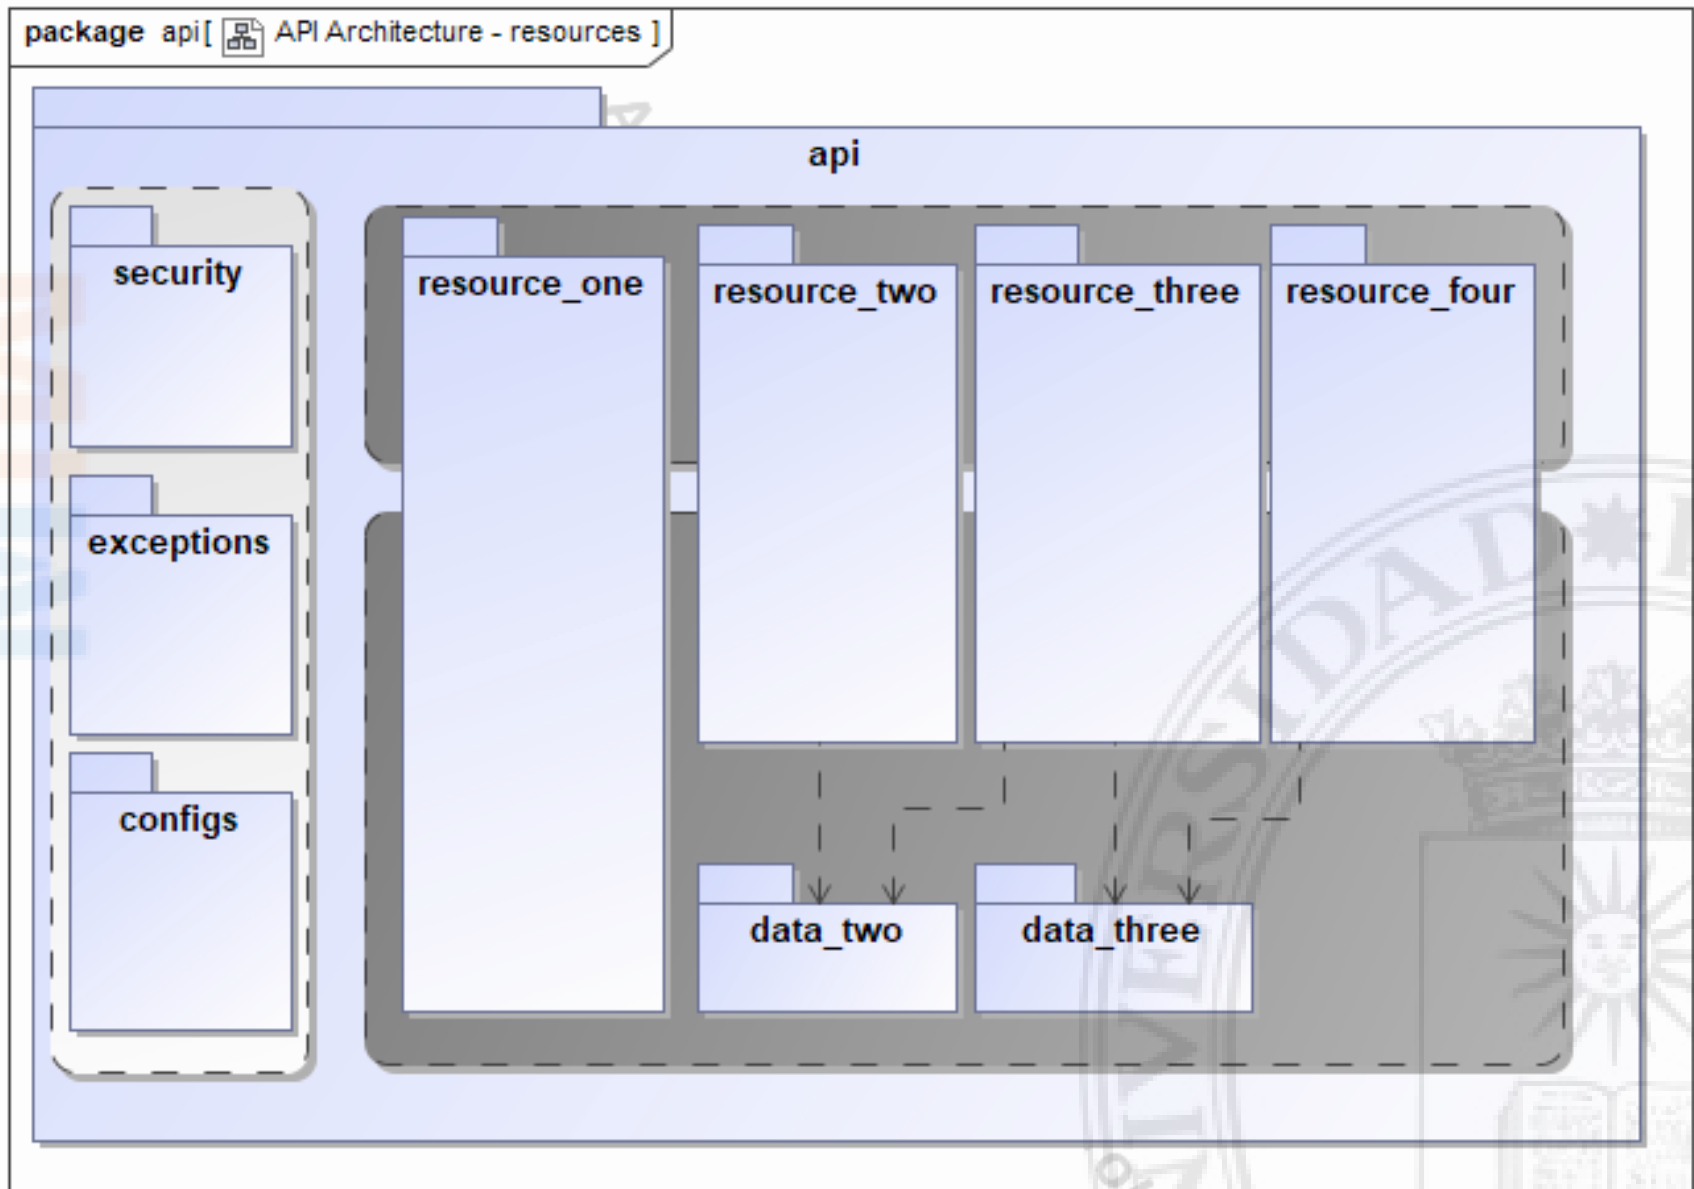 package api[ API Architecture - resources ]
api
security
exceptions
configs
resource_one
resource_two
resource_three
resource_four
data_two
data_three